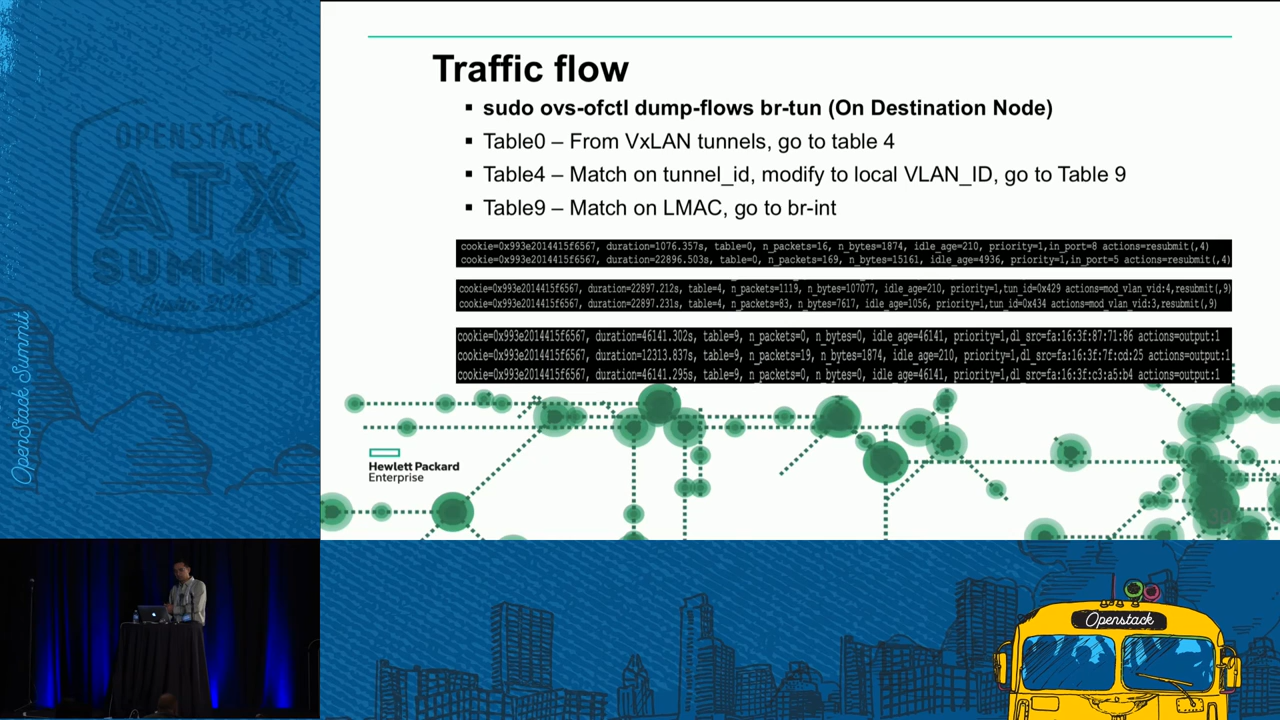 OPENSTACK
ATX
SUMMIT
OpenStack Summit
Traffic flow
▪ sudo ovs-ofctl dump-flows br-tun (On Destination Node)
▪ Table0 – From VxLAN tunnels, go to table 4
▪ Table4 – Match on tunnel_id, modify to local VLAN_ID, go to Table 9
▪ Table9 – Match on LMAC, go to br-int
cookie=0x993e2014415f6567, duration=1076.357s, table=0, n_packets=16, n_bytes=1874, idle_age=210, priority=1,in_port=8 actions=resubmit(,4)
cookie=0x993e2014415f6567, duration=22896.503s, table=0, n_packets=169, n_bytes=15161, idle_age=4936, priority=1,in_port=5 actions=resubmit(,4)
cookie=0x993e2014415f6567, duration=22897.212s, table=4, n_packets=1119, n_bytes=107077, idle_age=210, priority=1,tun_id=0x429 actions=mod_vlan_vid:4,resubmit(,9)
cookie=0x993e2014415f6567, duration=22897.231s, table=4, n_packets=83, n_bytes=7617, idle_age=1056, priority=1,tun_id=0x434 actions=mod_vlan_vid:3,resubmit(,9)
cookie=0x993e2014415f6567, duration=46141.302s, table=9, n_packets=0, n_bytes=0, idle_age=46141, priority=1,dl_src=fa:16:3f:87:71:86 actions=output:1
cookie=0x993e2014415f6567, duration=12313.837s, table=9, n_packets=19, n_bytes=1874, idle_age=210, priority=1,dl_src=fa:16:3f:7f:cd:25 actions=output:1
cookie=0x993e2014415f6567, duration=46141.295s, table=9, n_packets=0, n_bytes=0, idle_age=46141, priority=1,dl_src=fa:16:3f:c3:a5:b4 actions=output:1
Hewlett Packard
Enterprise
Openstack